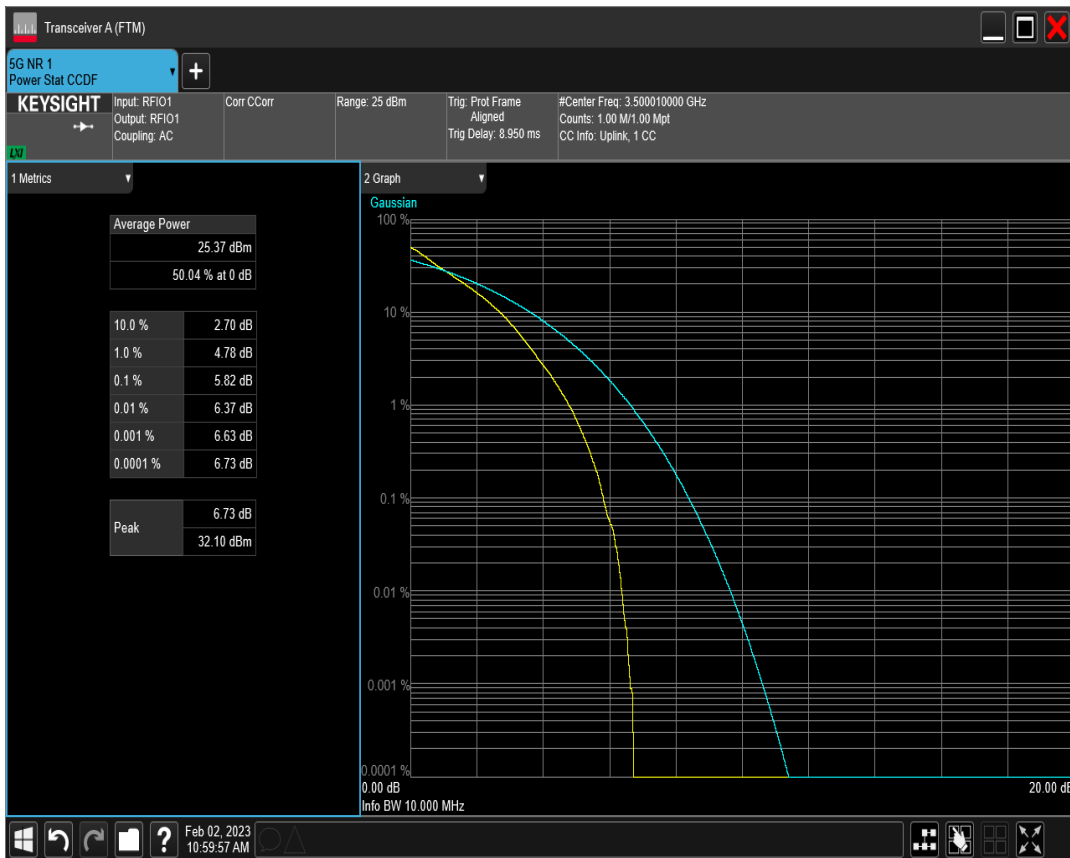 Transceiver A (FTM)
5G NR 1
Power Stat CCDF
+
KEYSIGHT
LXI
Input: RFIO1
Output: RFIO1
Coupling: AC
Corr CCorr
Range: 25 dBm
Trig: Prot Frame
Aligned
Trig Delay: 8.950 ms
#Center Freq: 3.500010000 GHz
Counts: 1.00 M/1.00 Mpt
CC Info: Uplink, 1 CC
1 Metrics
Average Power
25.37 dBm
50.04 % at 0 dB
10.0 % 2.70 dB
1.0 % 4.78 dB
0.1 % 5.82 dB
0.01 % 6.37 dB
0.001 % 6.63 dB
0.0001 % 6.73 dB
Peak
6.73 dB
32.10 dBm
2 Graph
Gaussian
100 %
10 %
1 %
0.1 %
0.01 %
0.001 %
0.0001 %
0.00 dB 20.00 dB
Info BW 10.000 MHz
?
Feb 02, 2023
10:59:57 AM